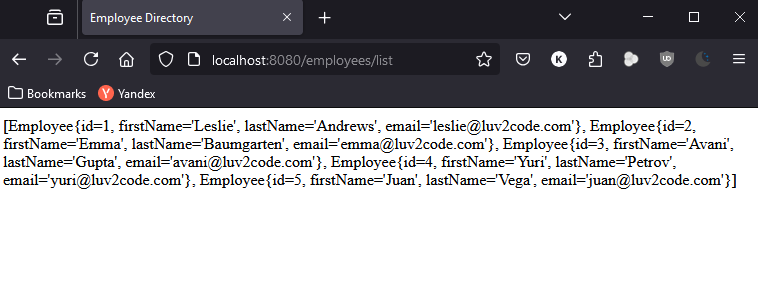 Employee Directory
localhost:8080/employees/list
K
UD
Bookmarks
Y Yandex
[Employee{id=1, firstName='Leslie', lastName='Andrews', email='leslie@luv2code.com'}, Employee{id=2,
firstName='Emma', lastName='Baumgarten', email='emma@luv2code.com'}, Employee{id=3, firstName='Avani',
lastName='Gupta', email='avani@luv2code.com'}, Employee{id=4, firstName='Yuri', lastName='Petrov',
email='yuri@luv2code.com'}, Employee{id=5, firstName='Juan', lastName='Vega', email='juan@luv2code.com'}]